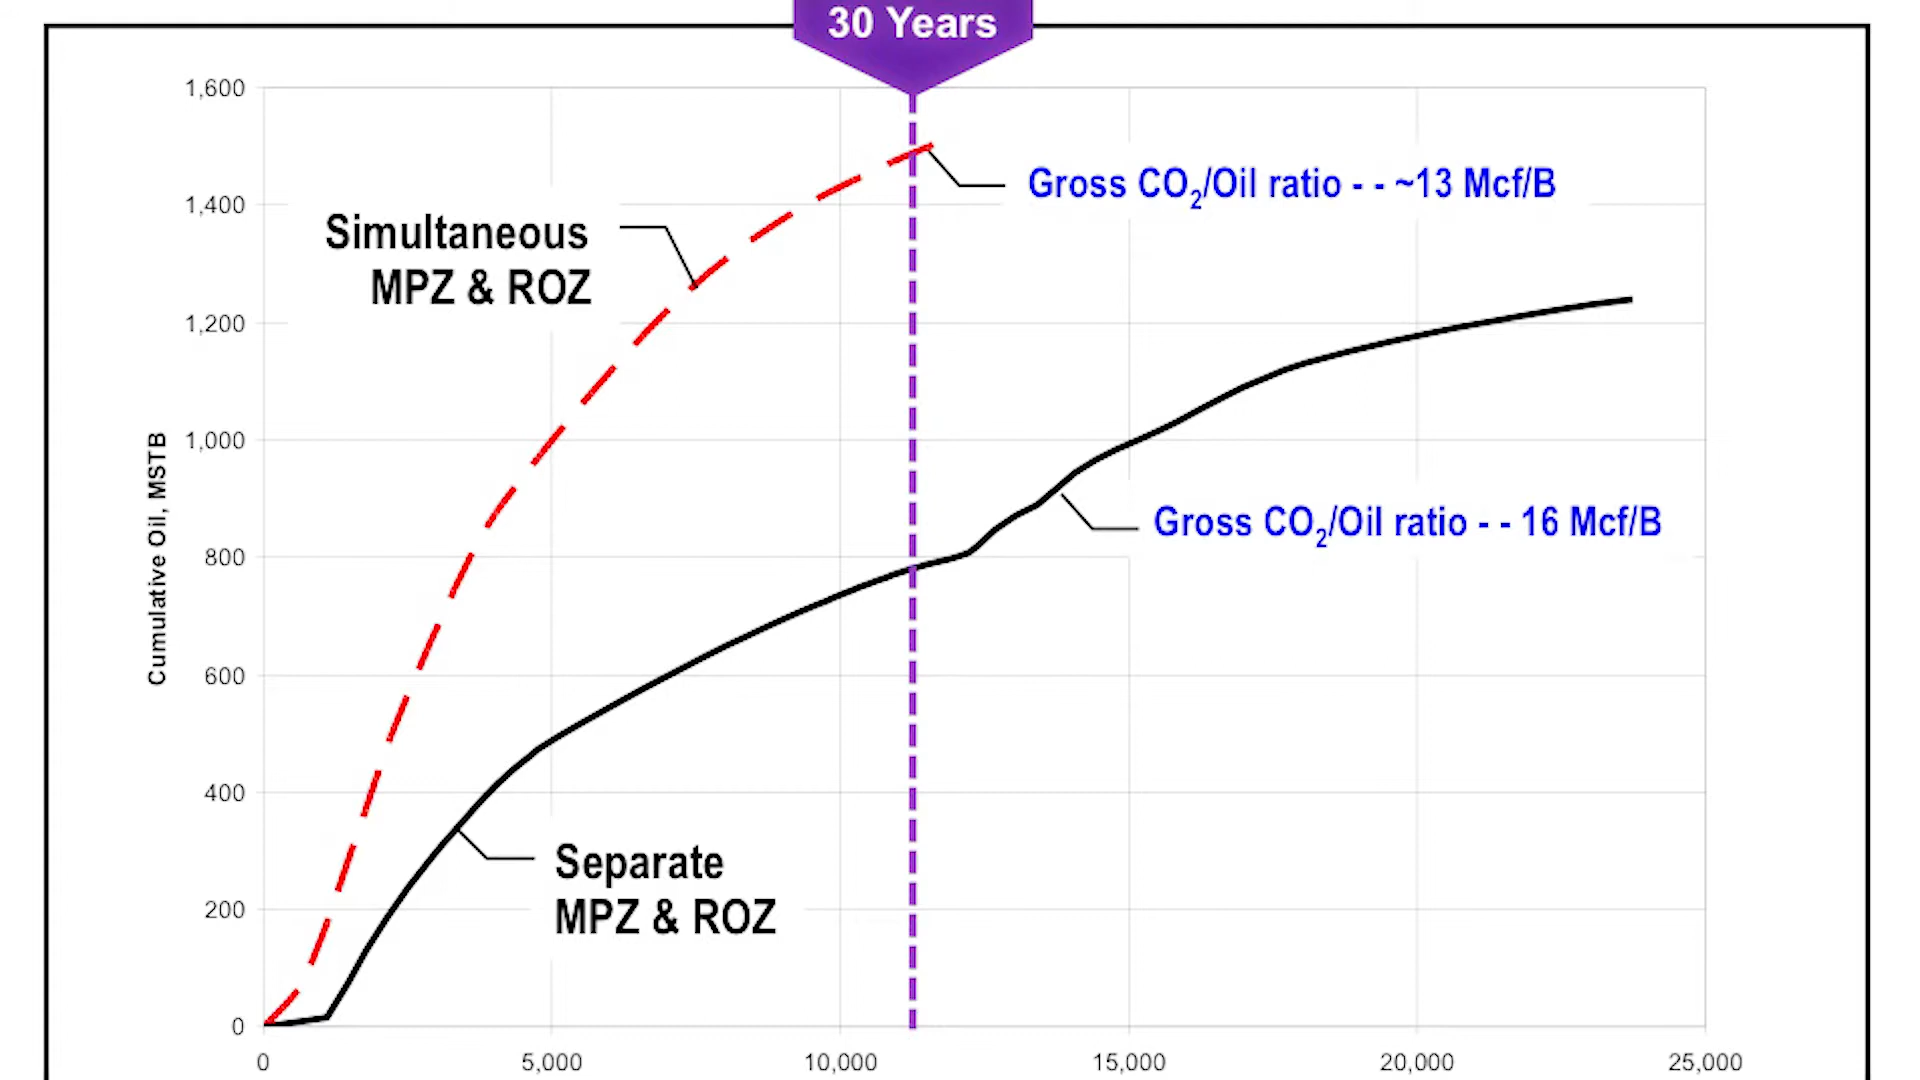 30 Years
1,600
1,400
1,200
1,000
800
600
400
200
0
Cumulative Oil, MSTB
Simultaneous
MPZ & ROZ
Gross CO₂/Oil ratio - - ~13 Mcf/B
Gross CO₂/Oil ratio - - 16 Mcf/B
Separate
MPZ & ROZ
0 5,000 10,000 15,000 20,000 25,000